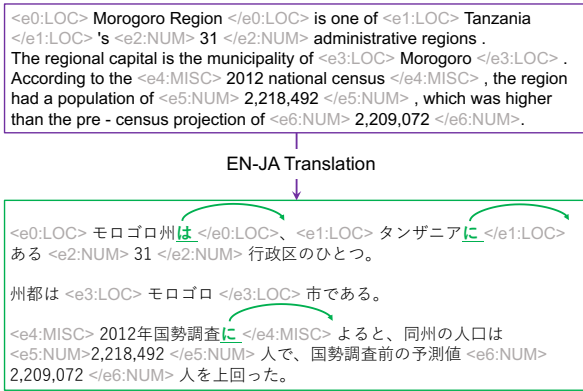 <e0:LOC> Morogoro Region </e0:LOC> is one of <e1:LOC> Tanzania
</e1:LOC> 's <e2:NUM> 31 </e2:NUM> administrative regions .
The regional capital is the municipality of <e3:LOC> Morogoro </e3:LOC> .
According to the <e4:MISC> 2012 national census </e4:MISC> , the region
had a population of <e5:NUM> 2,218,492 </e5:NUM> , which was higher
than the pre - census projection of <e6:NUM> 2,209,072 </e6:NUM>.
EN-JA Translation
<e0:LOC> モロゴロ州は </e0:LOC>、<e1:LOC> タンザニアに </e1:LOC>
ある <e2:NUM> 31 </e2:NUM> 行政区のひとつ。
州都は <e3:LOC> モロゴロ </e3:LOC> 市である。
<e4:MISC> 2012年国勢調査に </e4:MISC> よると、同州の人口は
<e5:NUM>2,218,492 </e5:NUM> 人で、国勢調査前の予測値 <e6:NUM>
2,209,072 </e6:NUM> 人を上回った。